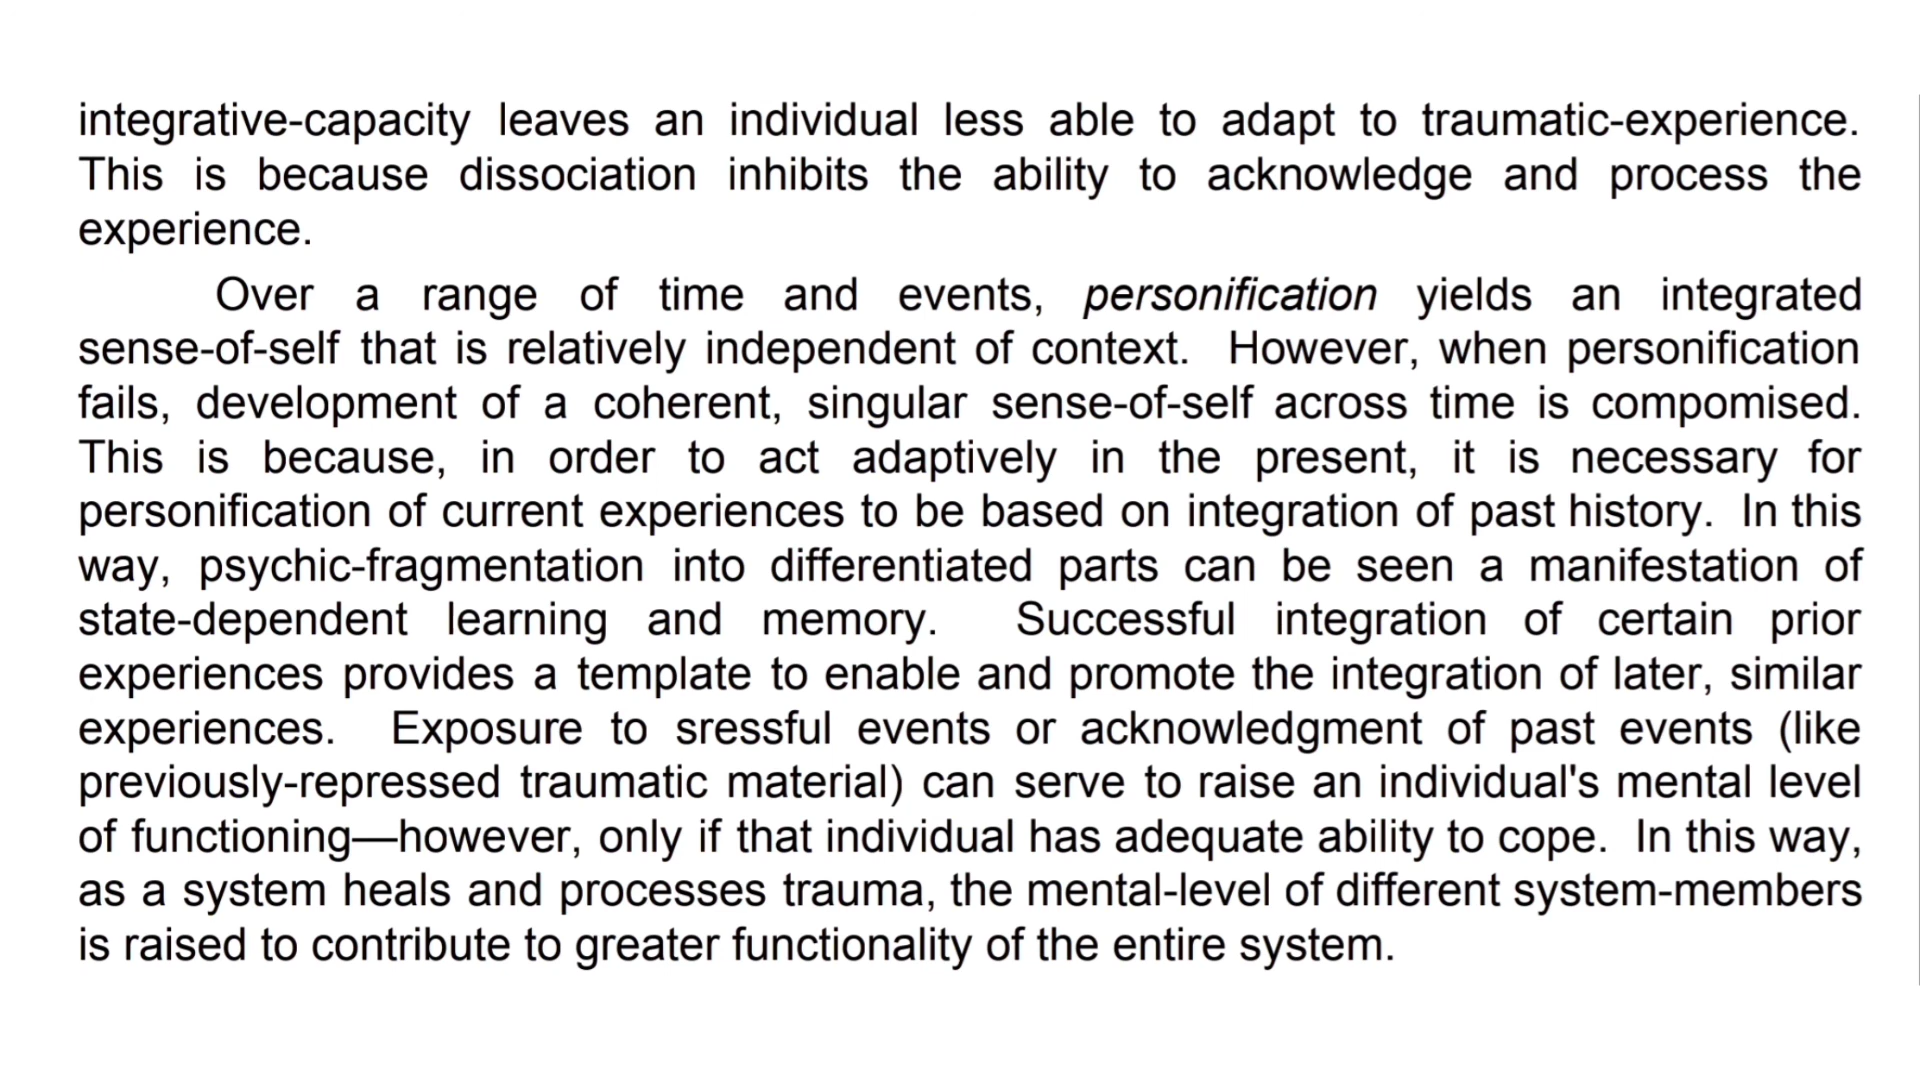 integrative-capacity leaves an individual less able to adapt to traumatic-experience.
This is because dissociation inhibits the ability to acknowledge and process the
experience.
Over a range of time and events, personification yields an integrated
sense-of-self that is relatively independent of context. However, when personification
fails, development of a coherent, singular sense-of-self across time is compomised.
This is because, in order to act adaptively in the present, it is necessary for
personification of current experiences to be based on integration of past history. In this
way, psychic-fragmentation into differentiated parts can be seen a manifestation of
state-dependent learning and memory. Successful integration of certain prior
experiences provides a template to enable and promote the integration of later, similar
experiences. Exposure to sressful events or acknowledgment of past events (like
previously-repressed traumatic material) can serve to raise an individual's mental level
of functioning—however, only if that individual has adequate ability to cope. In this way,
as a system heals and processes trauma, the mental-level of different system-members
is raised to contribute to greater functionality of the entire system.